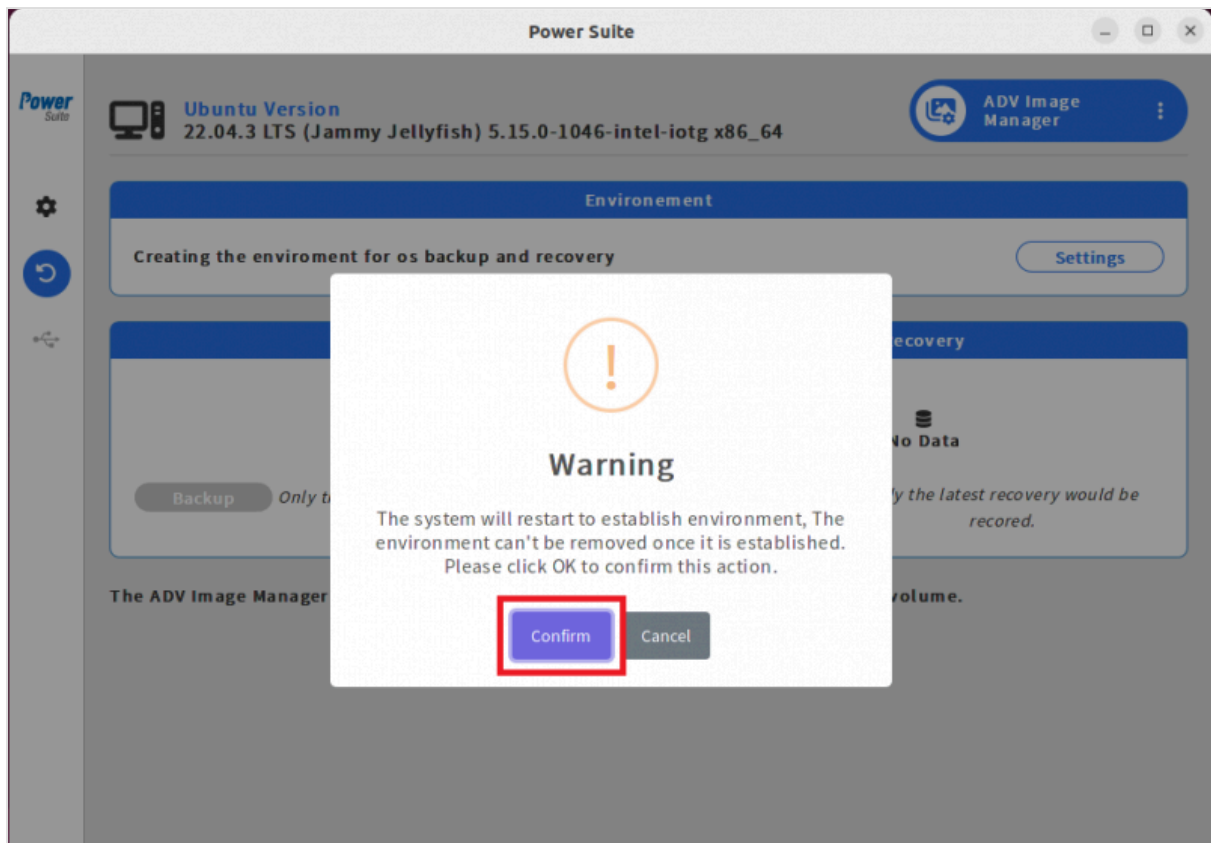 Power Suite
Power
Suite
Ubuntu Version
22.04.3 LTS (Jammy Jellyfish) 5.15.0-1046-intel-iotg x86_64
ADV Image
Manager
Environement
Creating the enviroment for os backup and recovery
Settings
ecovery
No Data
Backup
Only t
y the latest recovery would be
recored.
Warning
The system will restart to establish environment, The
environment can't be removed once it is established.
Please click OK to confirm this action.
Confirm
Cancel
The ADV Image Manager
volume.